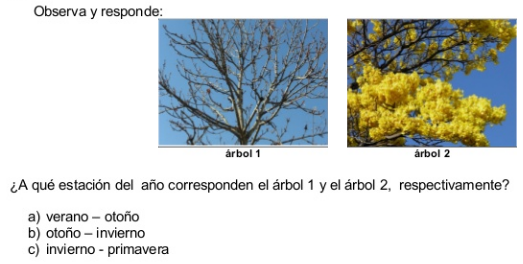 Observa y responde:
árbol 1
árbol 2
¿A qué estación del año corresponden el árbol 1 y el árbol 2, respectivamente?
a) verano – otoño
b) otoño – invierno
c) invierno - primavera